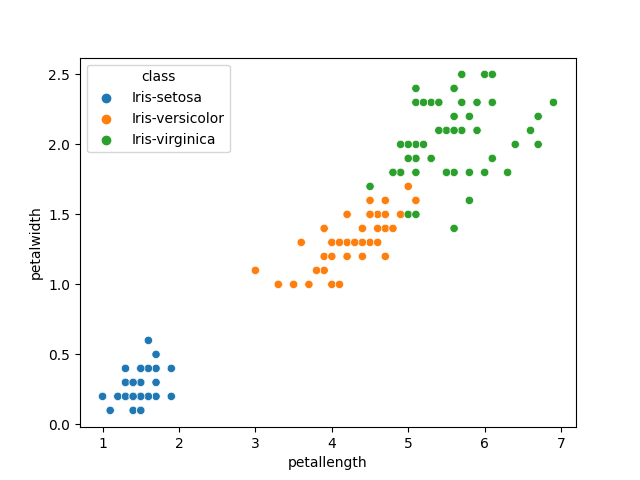 class
Iris-setosa
Iris-versicolor
Iris-virginica
2.5
2.0
1.5
1.0
0.5
0.0
petalwidth
1 2 3 4 5 6 7
petallength